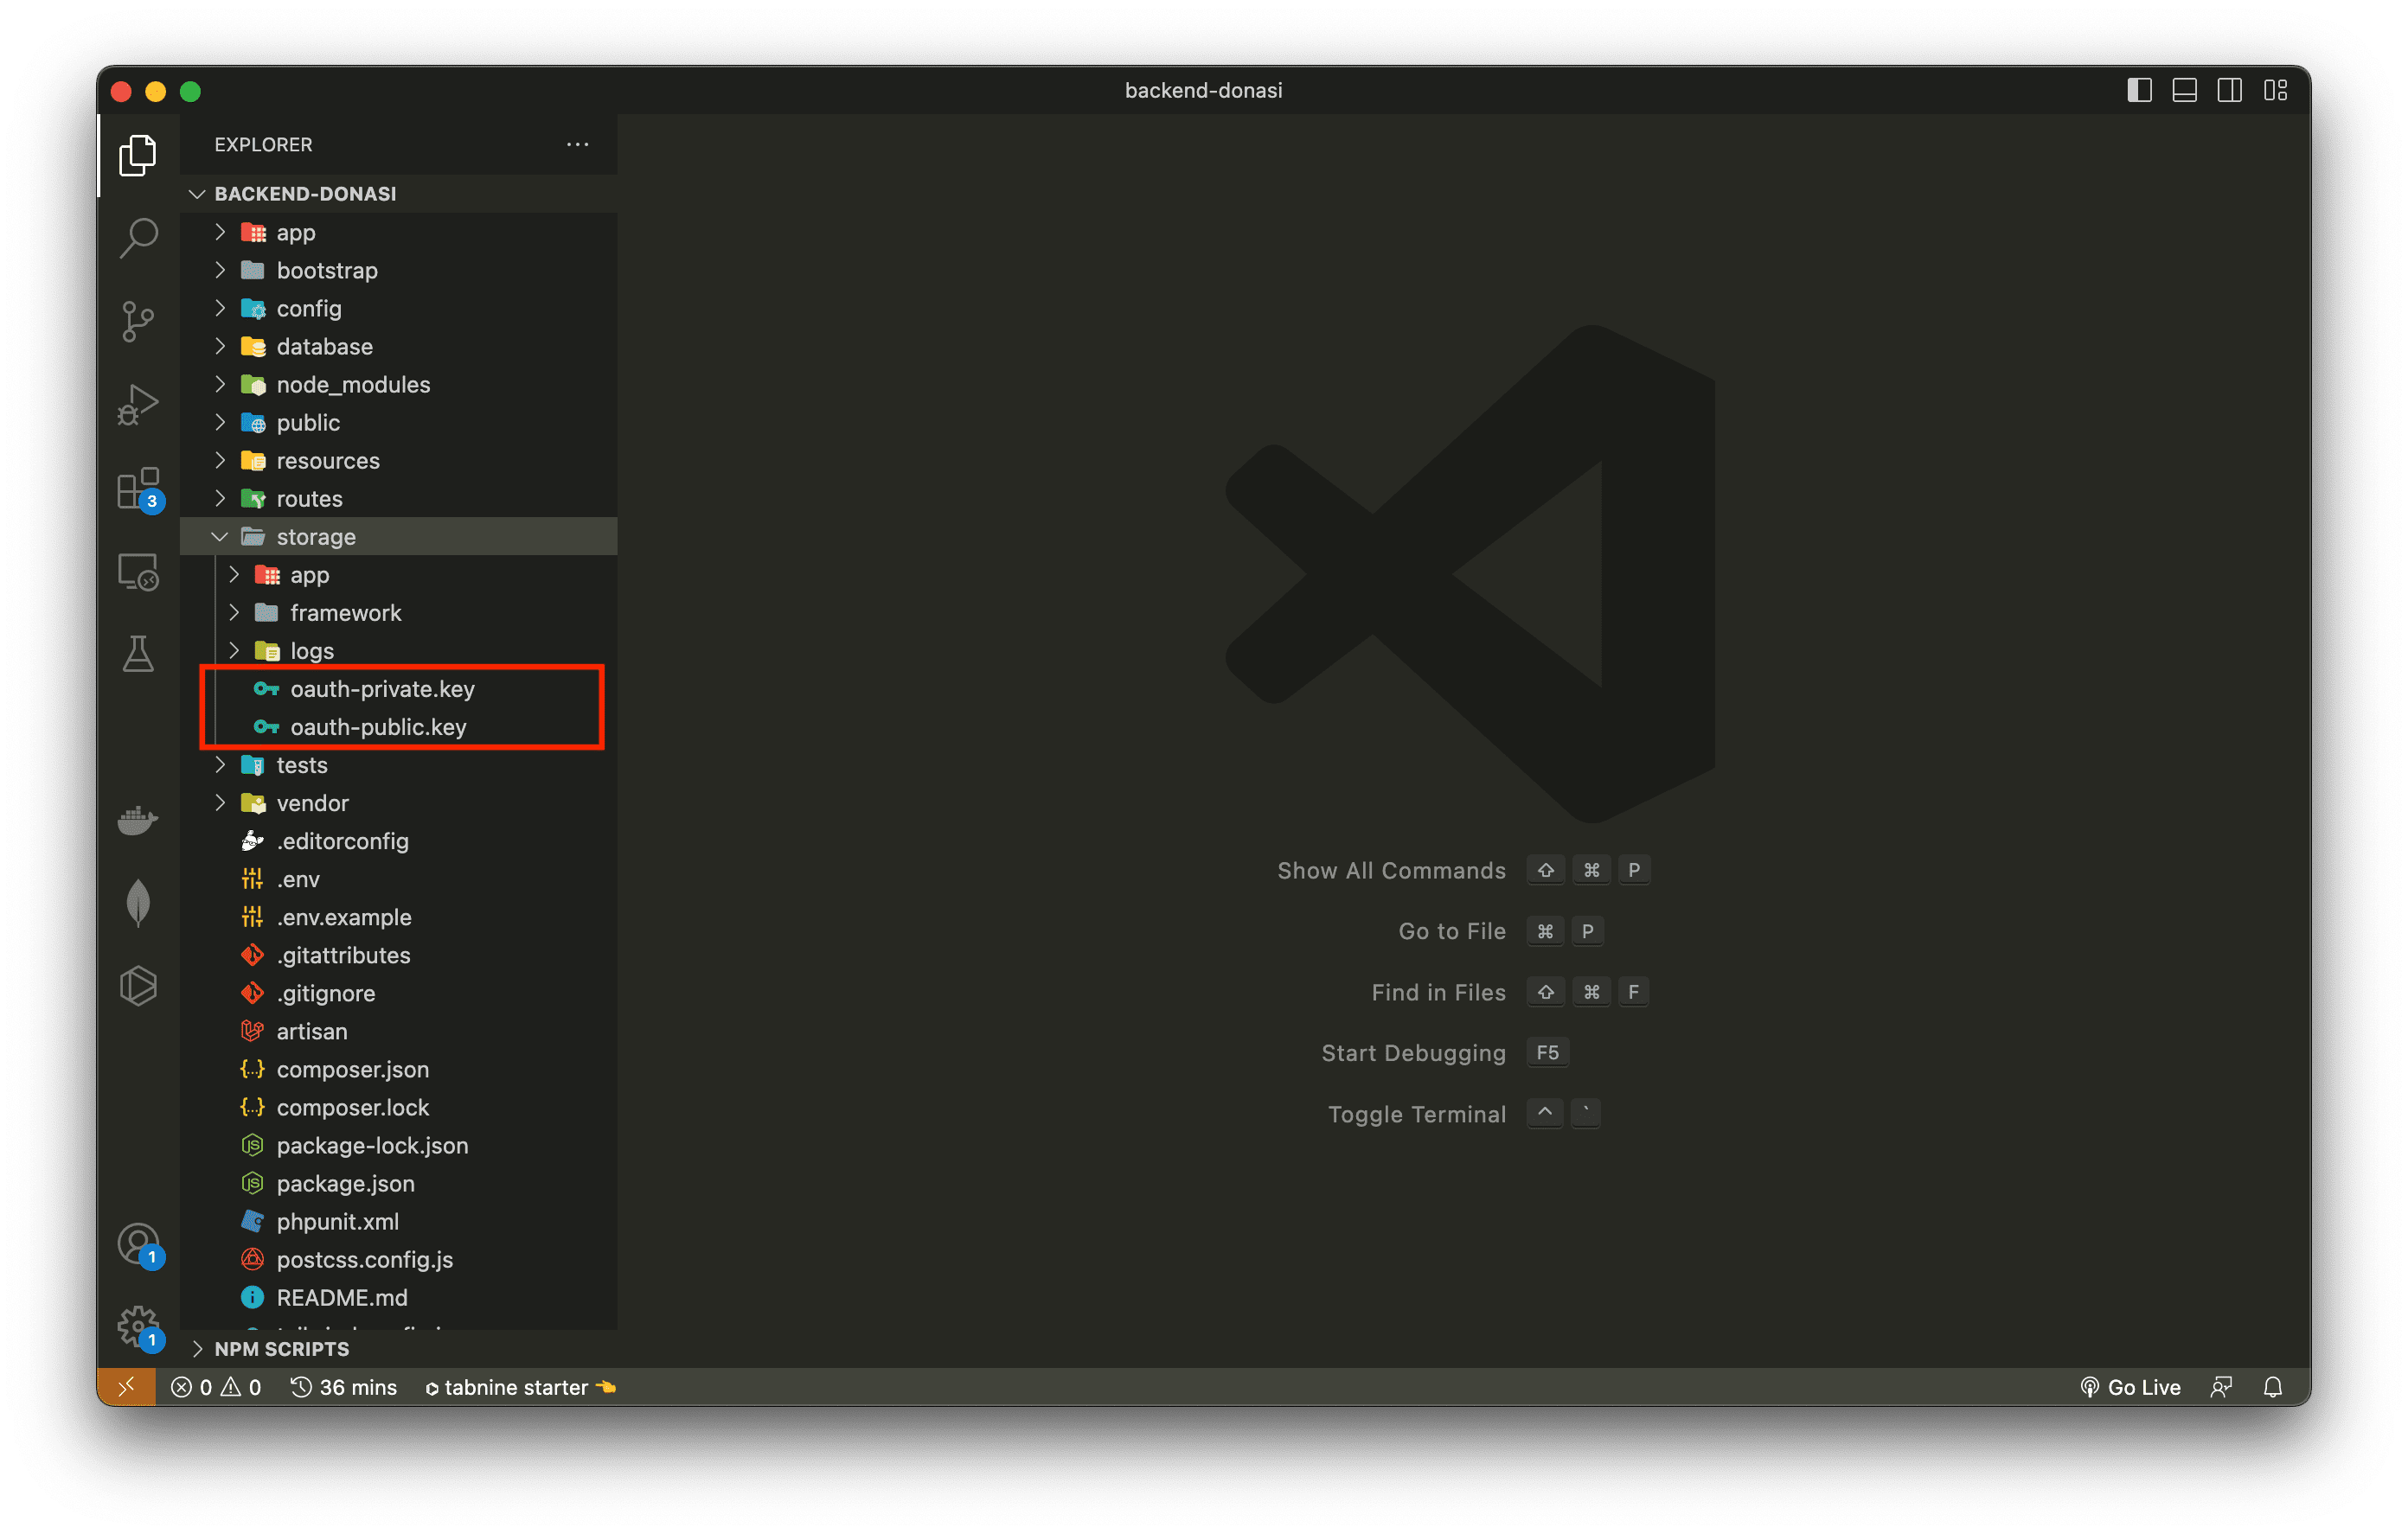 backend-donasi
EXPLORER
BACKEND-DONASI
app
bootstrap
config
database
node_modules
public
resources
routes
3
storage
app
framework
logs
oauth-private.key
oauth-public.key
tests
vendor
.editorconfig
.env
.env.example
.gitattributes
.gitignore
artisan
composer.json
composer.lock
package-lock.json
package.json
phpunit.xml
postcss.config.js
README.md
1
1
NPM SCRIPTS
Show All Commands ⇧ ⌘ P
Go to File ⌘ P
Find in Files ⇧ ⌘ F
Start Debugging F5
Toggle Terminal ^ `
0 0 36 mins tabnine starter 👈 Go Live